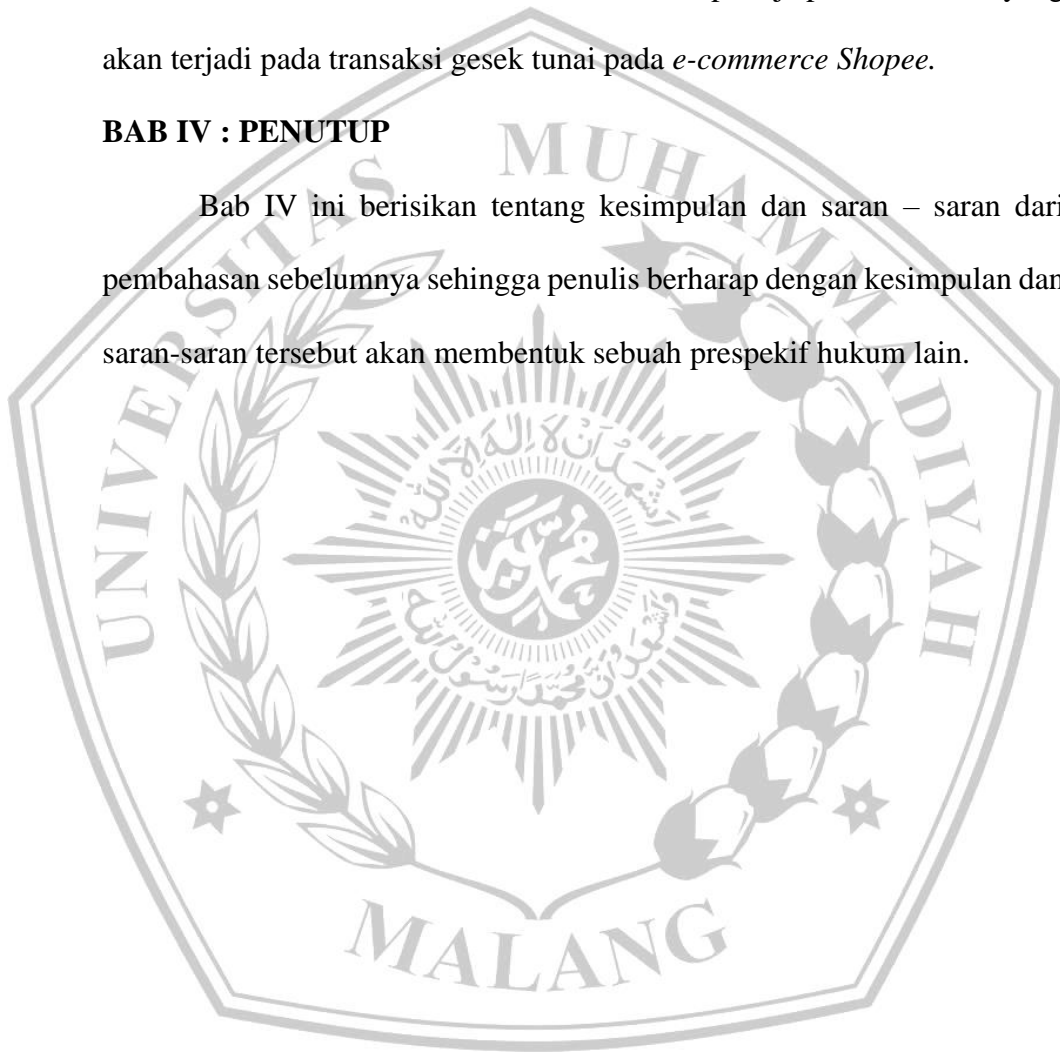 akan terjadi pada transaksi gesek tunai pada e-commerce Shopee.
BAB IV : PENUTUP
Bab IV ini berisikan tentang kesimpulan dan saran – saran dari
pembahasan sebelumnya sehingga penulis berharap dengan kesimpulan dan
saran-saran tersebut akan membentuk sebuah prespekif hukum lain.
UNIVERSITAS MUHAMMADIYAH
MALANG